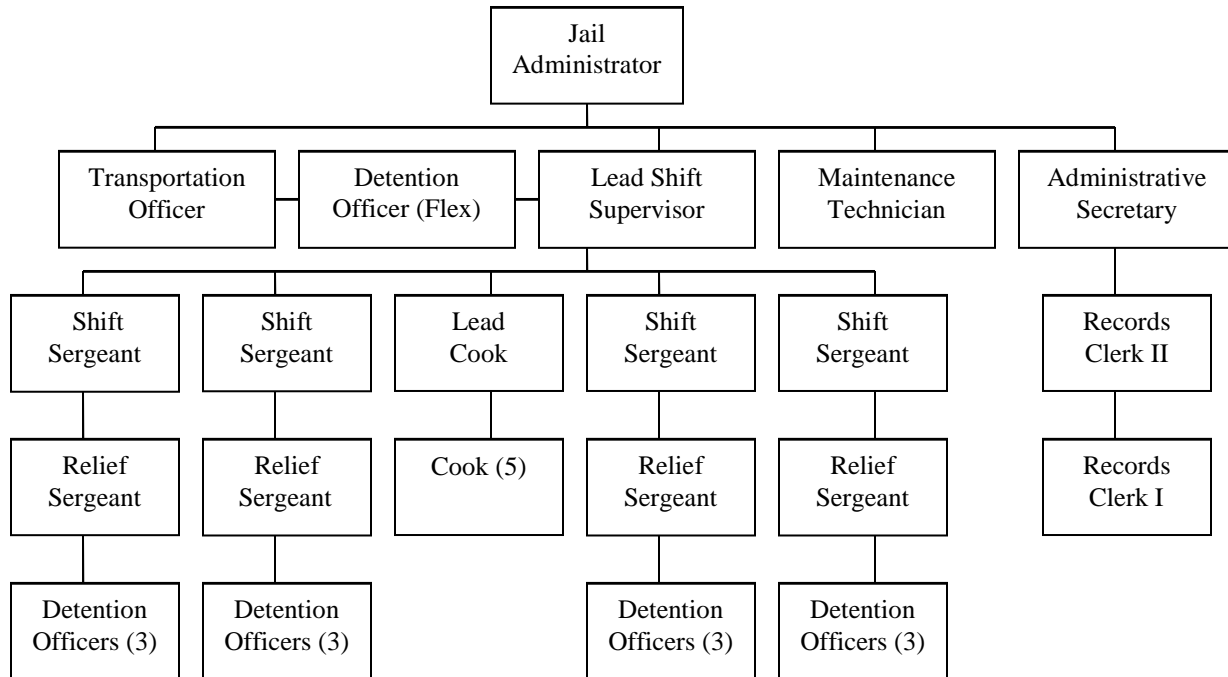 Jail
Administrator
Transportation
Officer
Detention
Officer (Flex)
Lead Shift
Supervisor
Maintenance
Technician
Administrative
Secretary
Shift
Sergeant
Shift
Sergeant
Lead
Cook
Shift
Sergeant
Shift
Sergeant
Records
Clerk II
Relief
Sergeant
Relief
Sergeant
Cook (5)
Relief
Sergeant
Relief
Sergeant
Records
Clerk I
Detention
Officers (3)
Detention
Officers (3)
Detention
Officers (3)
Detention
Officers (3)